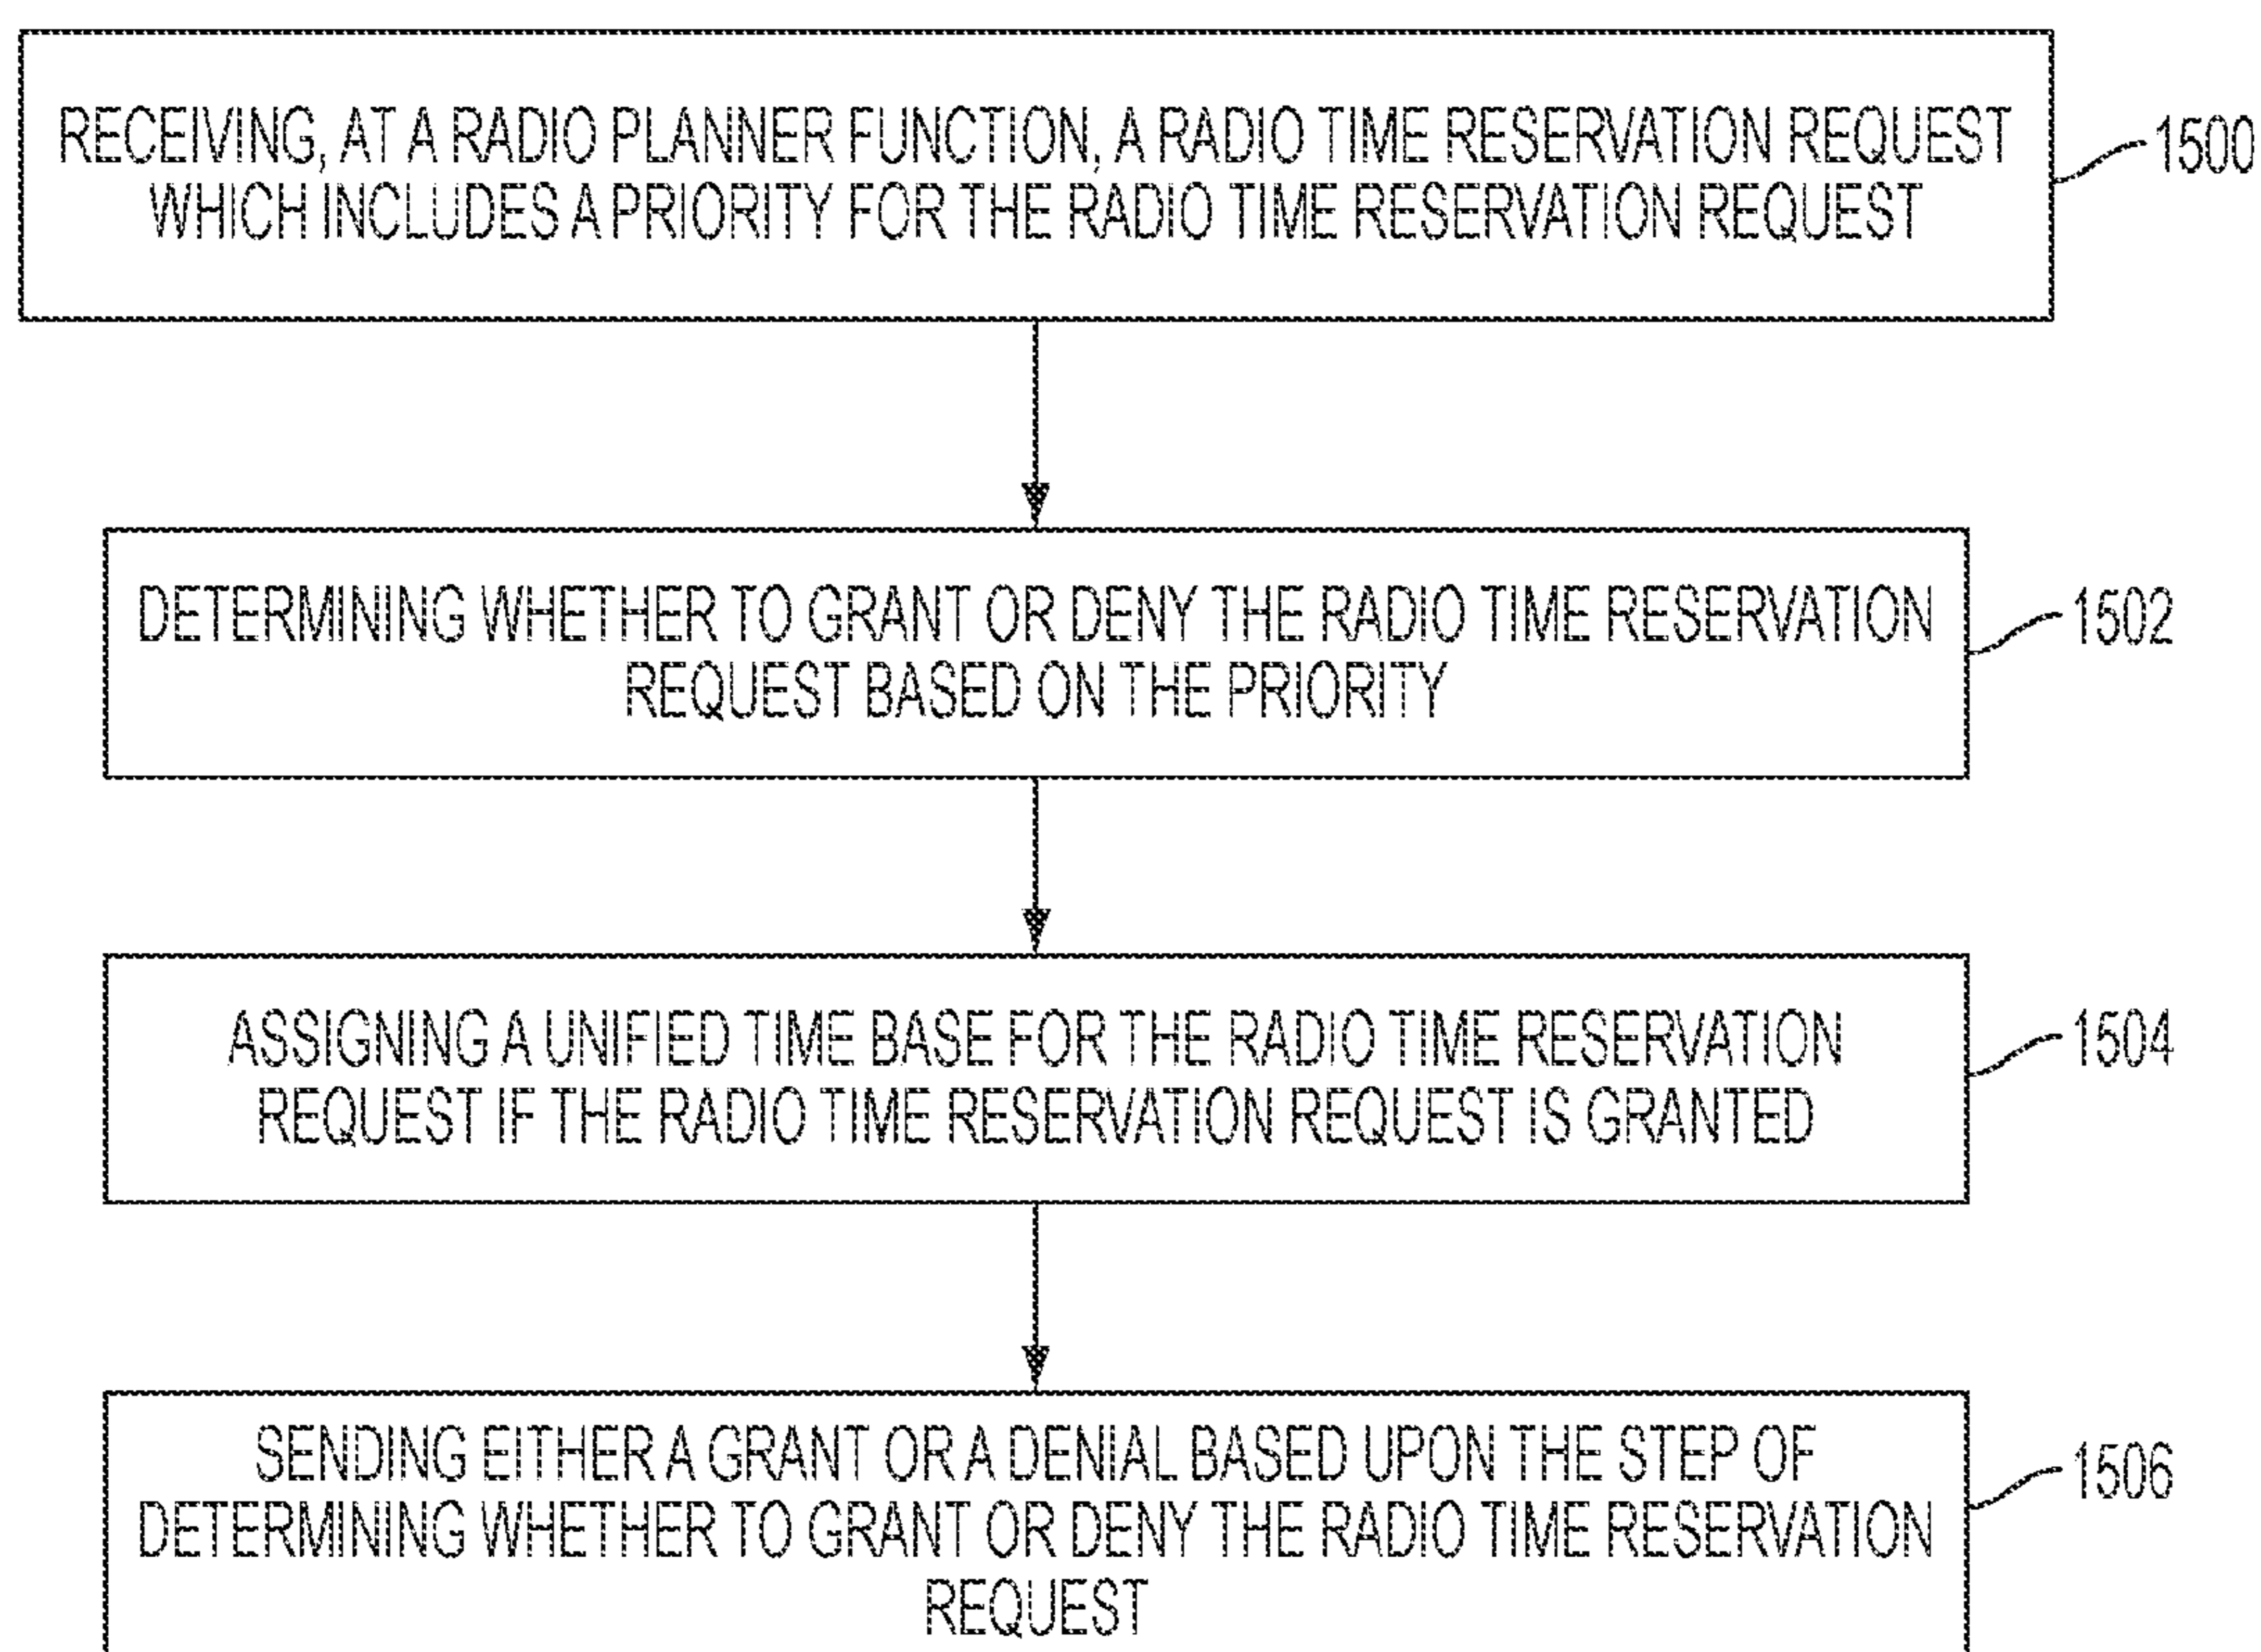 RECEIVING, AT A RADIO PLANNER FUNCTION, A RADIO TIME RESERVATION REQUEST
WHICH INCLUDES A PRIORITY FOR THE RADIO TIME RESERVATION REQUEST
1500
DETERMINING WHETHER TO GRANT OR DENY THE RADIO TIME RESERVATION
REQUEST BASED ON THE PRIORITY
1502
ASSIGNING A UNIFIED TIME BASE FOR THE RADIO TIME RESERVATION
REQUEST IF THE RADIO TIME RESERVATION REQUEST IS GRANTED
1504
SENDING EITHER A GRANT OR A DENIAL BASED UPON THE STEP OF
DETERMINING WHETHER TO GRANT OR DENY THE RADIO TIME RESERVATION
REQUEST
1506